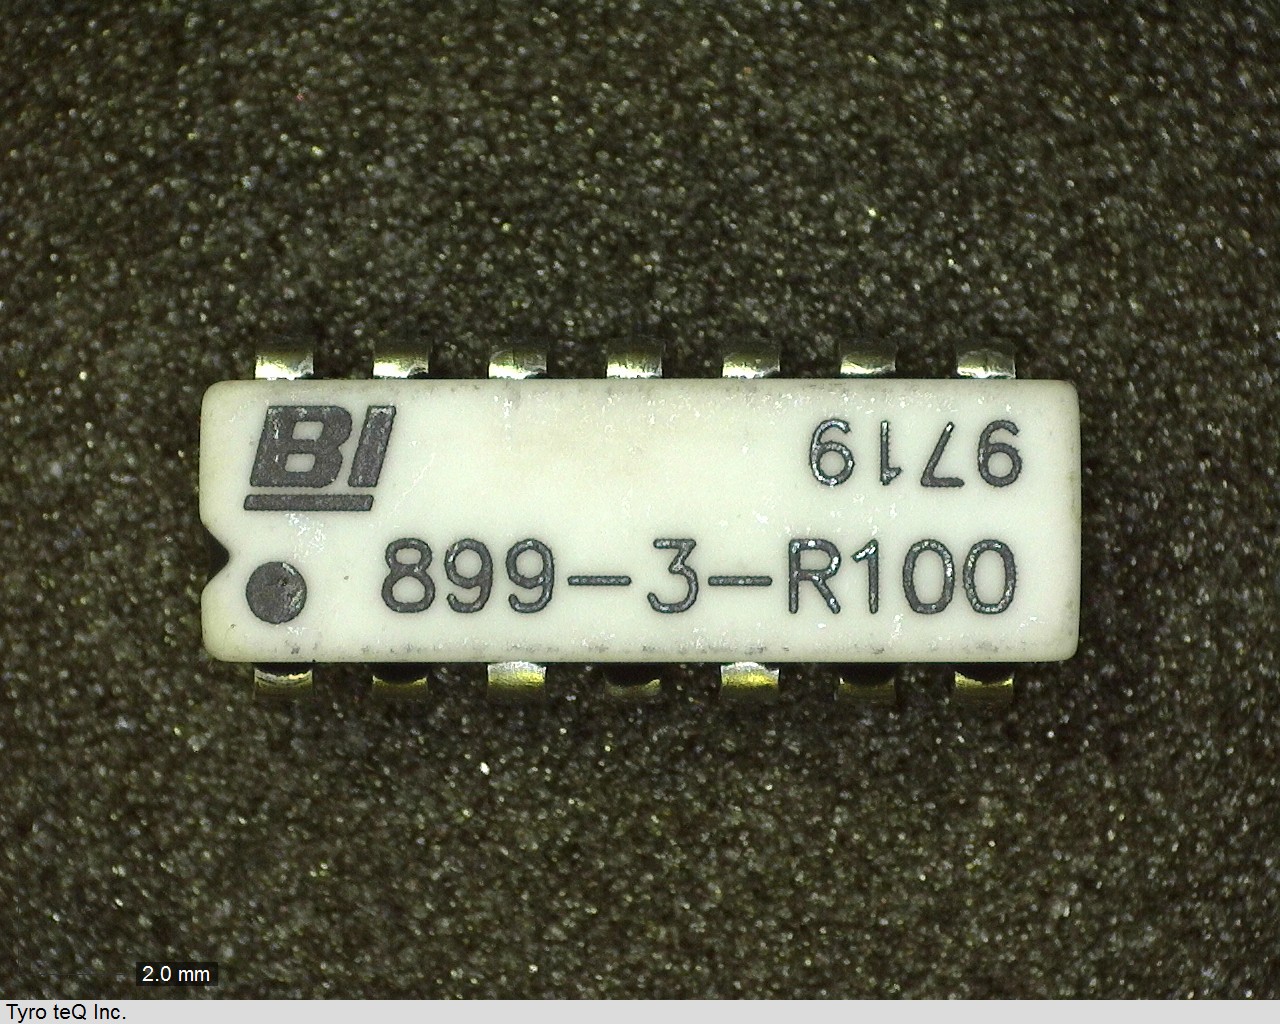 BI
9719
899-3-R100
2.0 mm
Tyro teQ Inc.